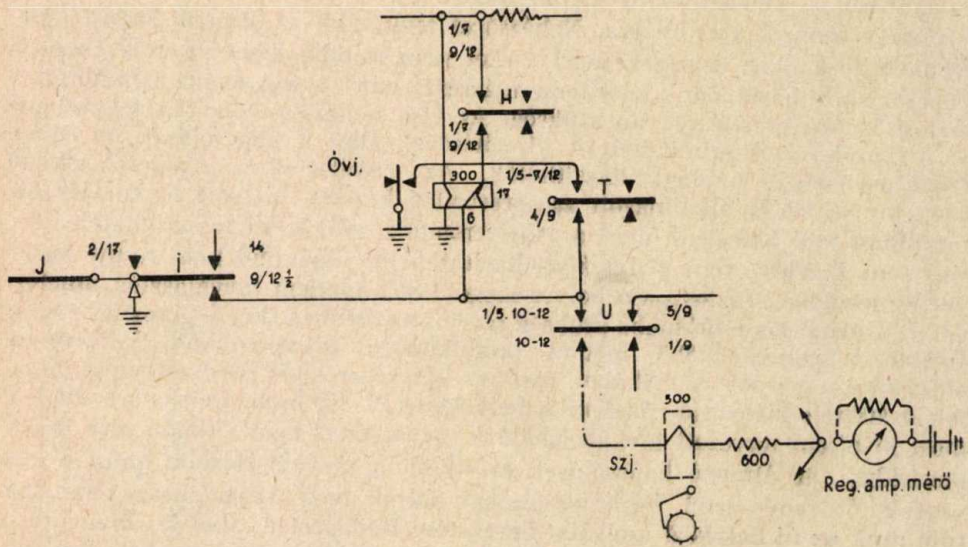 1/7
9/12
H
1/7
9/12
Óvj.
300
1/5-7/12
T
17
6
4/9
J
2/17
i
14
9/12 1/2
1/5. 10-12
U
5/9
10-12
1/9
500
Szj.
600
Reg. amp. mérő